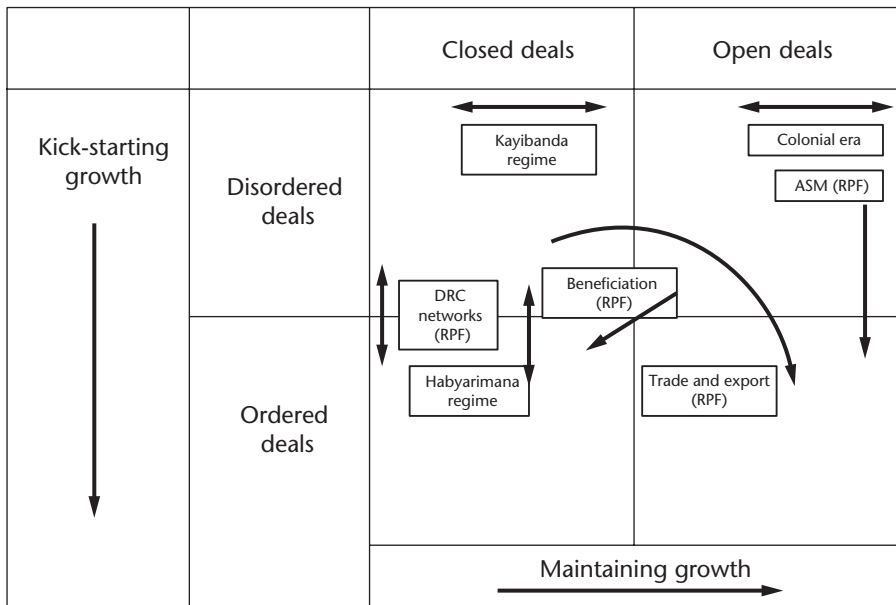 Closed deals
Open deals
Kick-starting
growth
Disordered
deals
Kayibanda
regime
Colonial era
ASM (RPF)
DRC
networks
(RPF)
Beneficiation
(RPF)
Ordered
deals
Habyarimana
regime
Trade and export
(RPF)
Maintaining growth